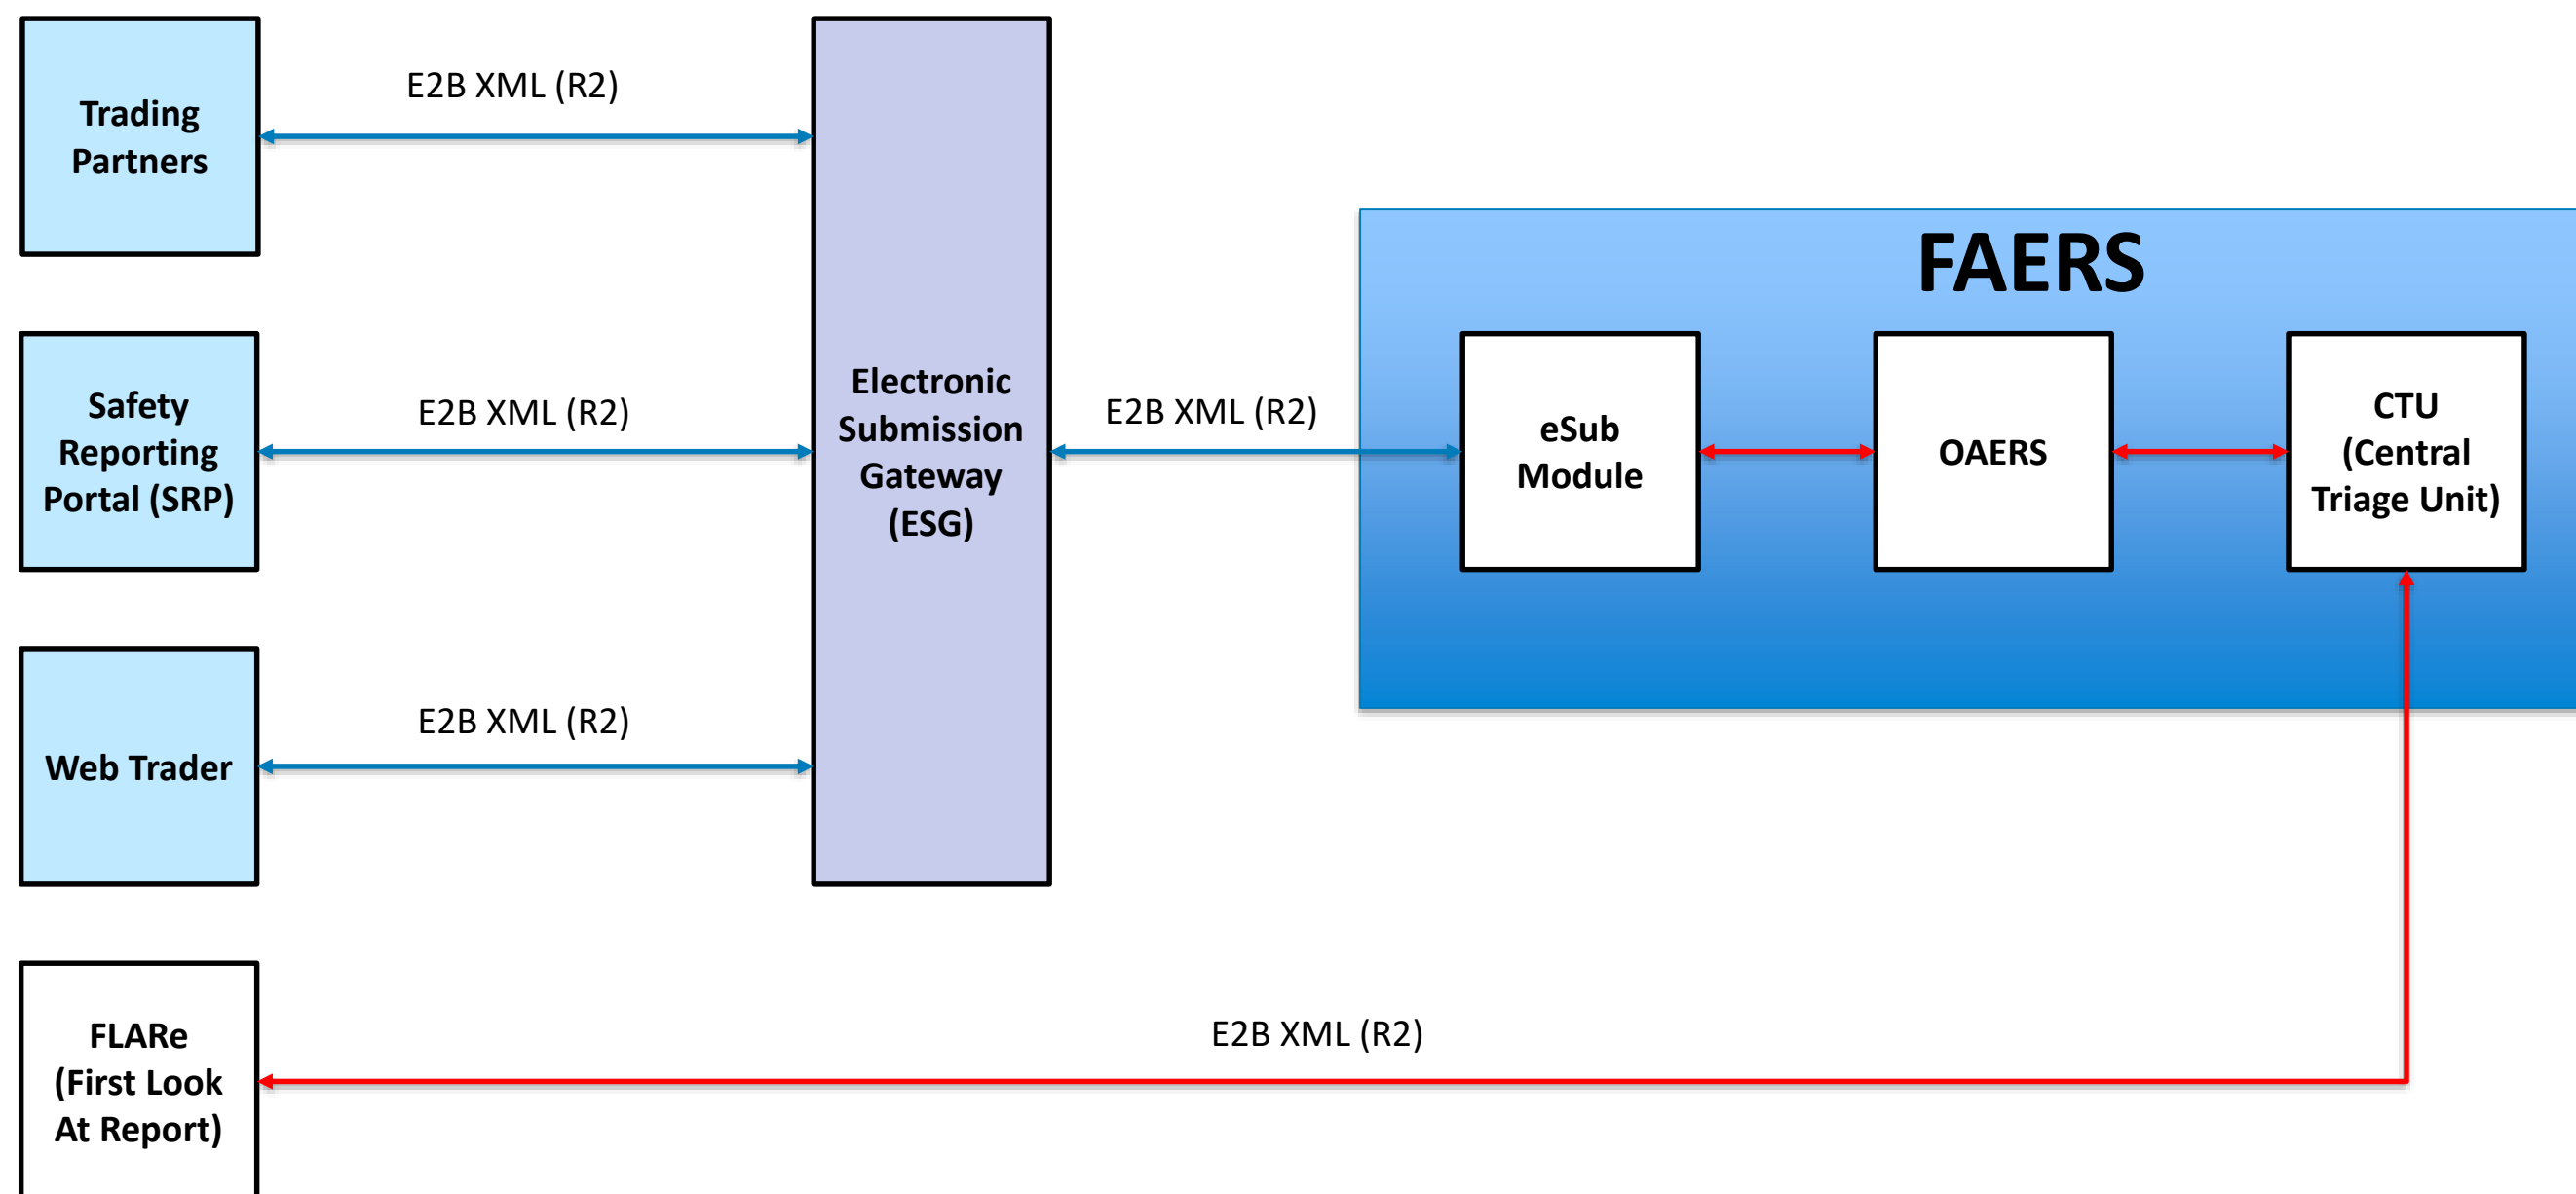 Trading
Partners
E2B XML (R2)
Safety
Reporting
Portal (SRP)
E2B XML (R2)
Web Trader
E2B XML (R2)
FLARe
(First Look
At Report)
E2B XML (R2)
Electronic
Submission
Gateway
(ESG)
E2B XML (R2)
FAERS
eSub
Module
OAERS
CTU
(Central
Triage Unit)